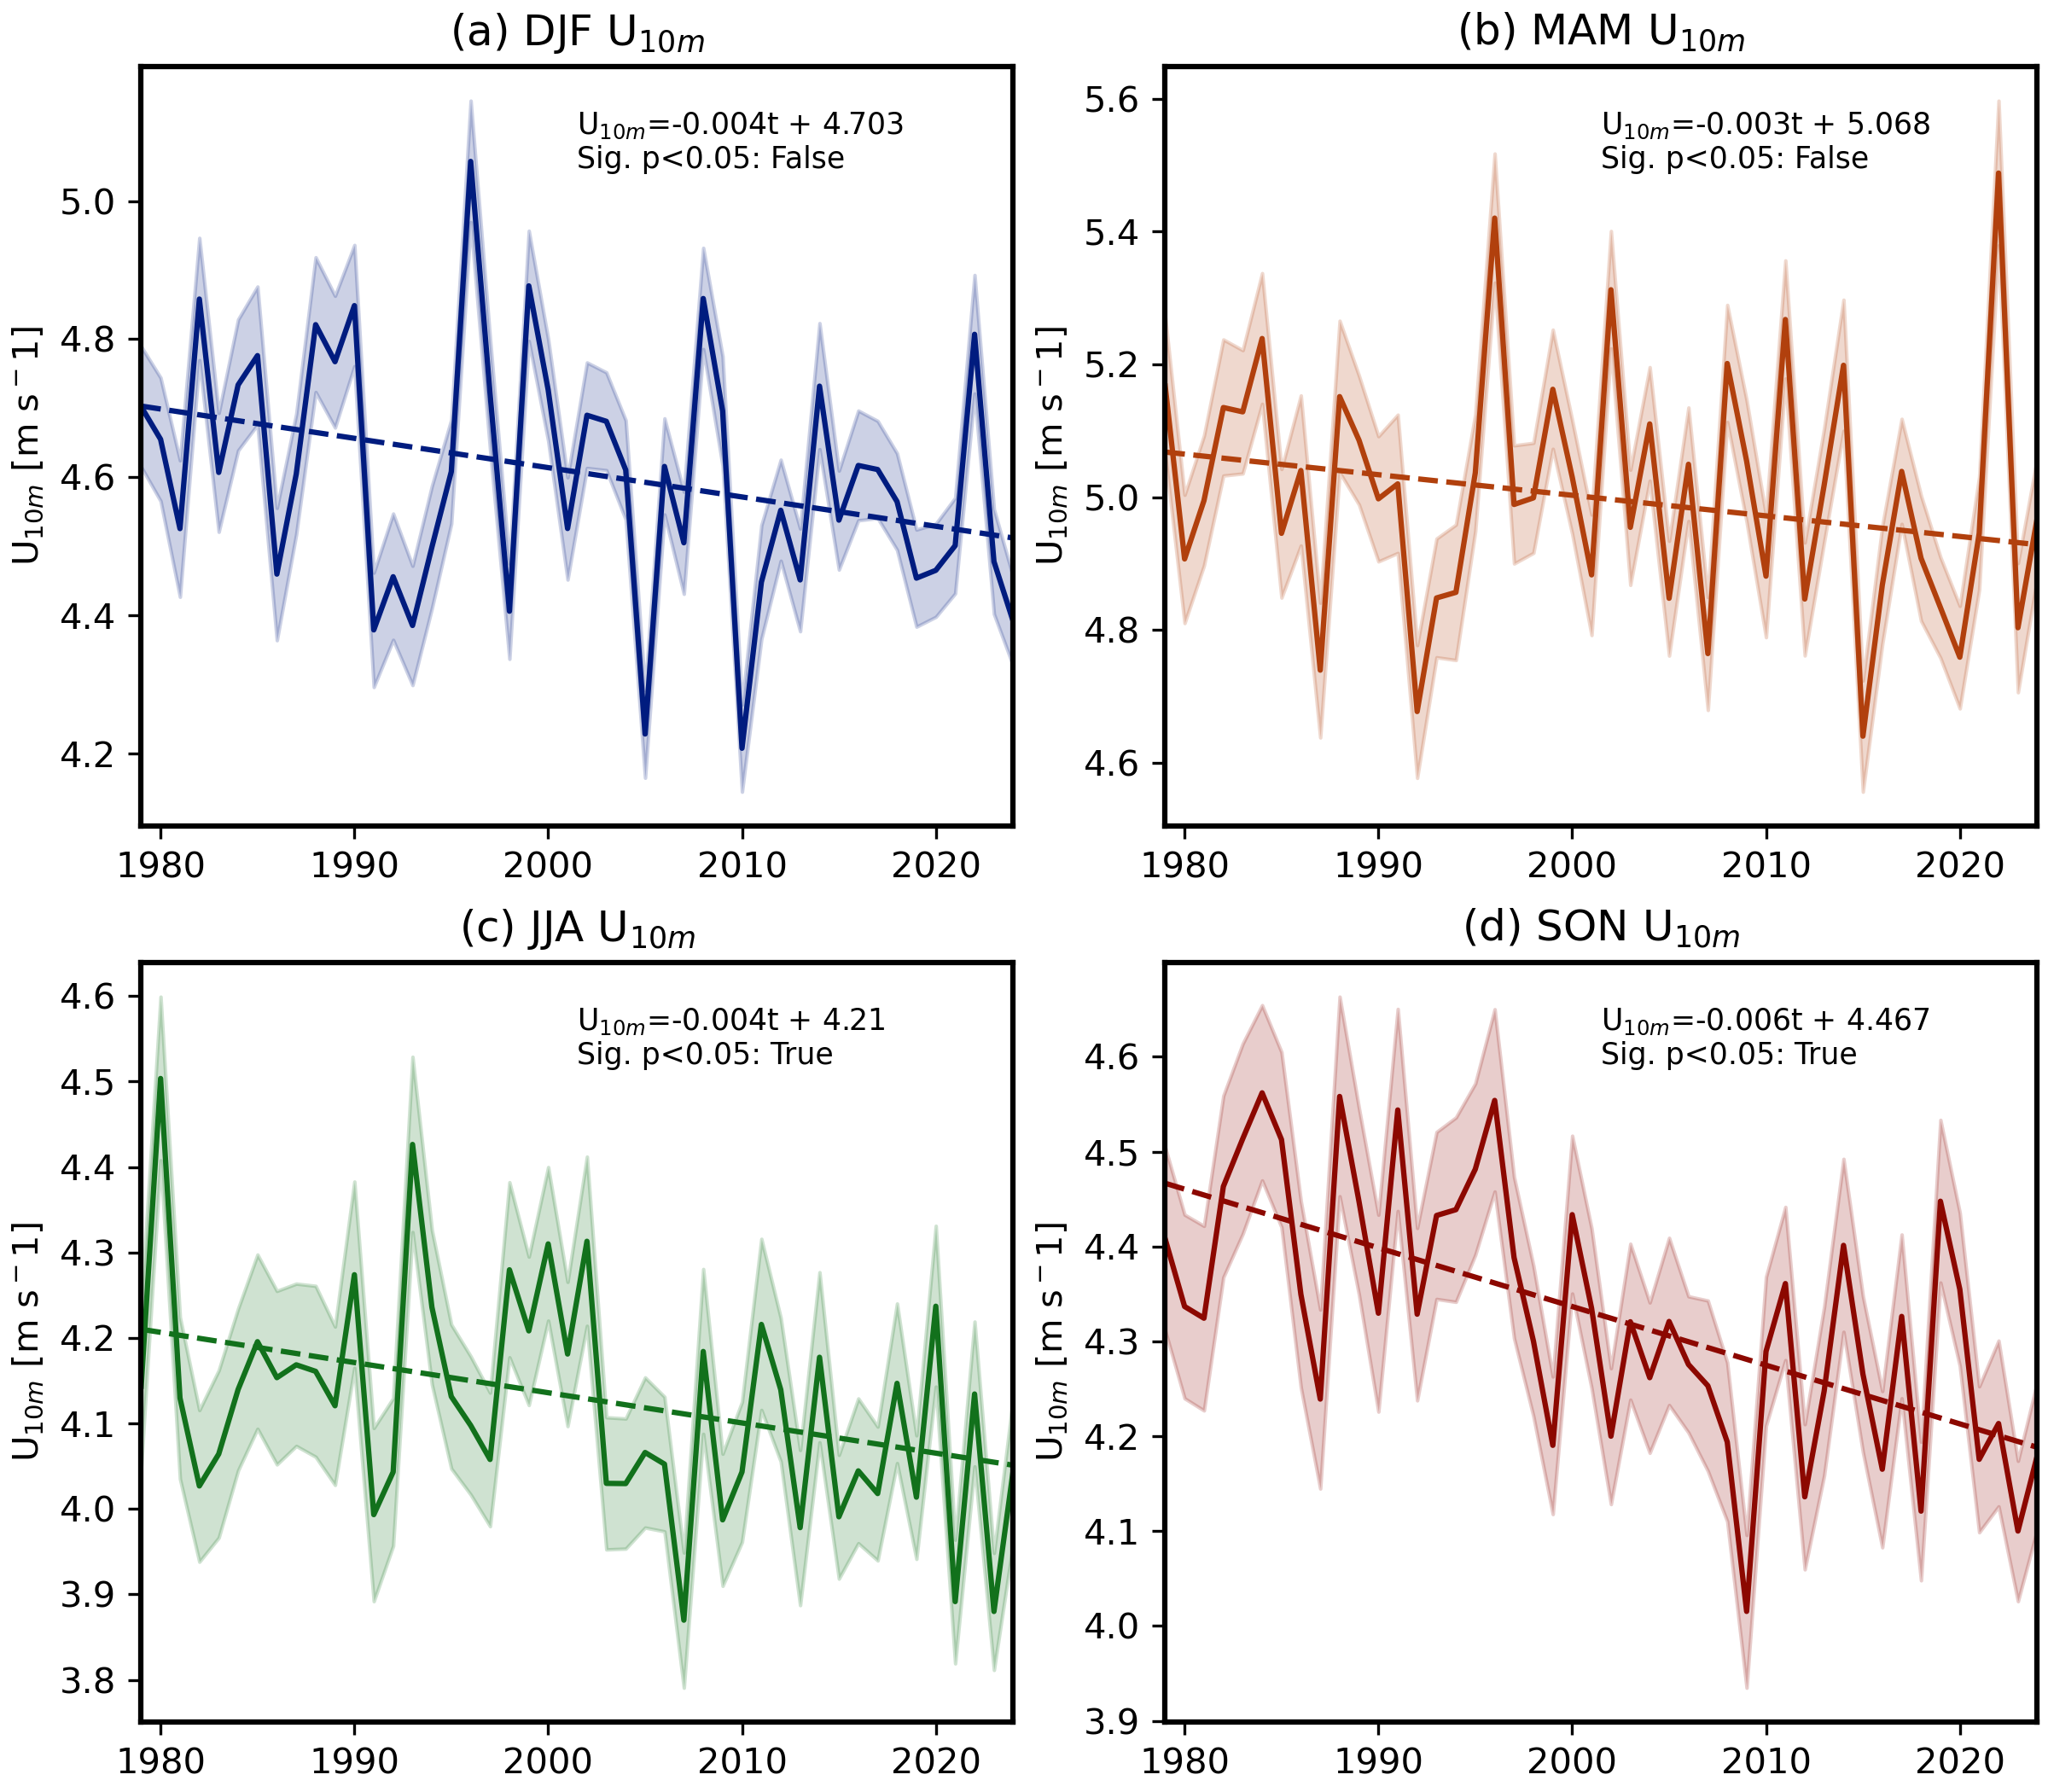 (a) DJF U10m
U10m=-0.004t + 4.703
Sig. p<0.05: False
U10m [m s−1]
5.0
4.8
4.6
4.4
4.2
1980 1990 2000 2010 2020
(b) MAM U10m
U10m=-0.003t + 5.068
Sig. p<0.05: False
U10m [m s−1]
5.6
5.4
5.2
5.0
4.8
4.6
1980 1990 2000 2010 2020
(c) JJA U10m
U10m=-0.004t + 4.21
Sig. p<0.05: True
U10m [m s−1]
4.6
4.5
4.4
4.3
4.2
4.1
4.0
3.9
3.8
1980 1990 2000 2010 2020
(d) SON U10m
U10m=-0.006t + 4.467
Sig. p<0.05: True
U10m [m s−1]
4.6
4.5
4.4
4.3
4.2
4.1
4.0
3.9
1980 1990 2000 2010 2020